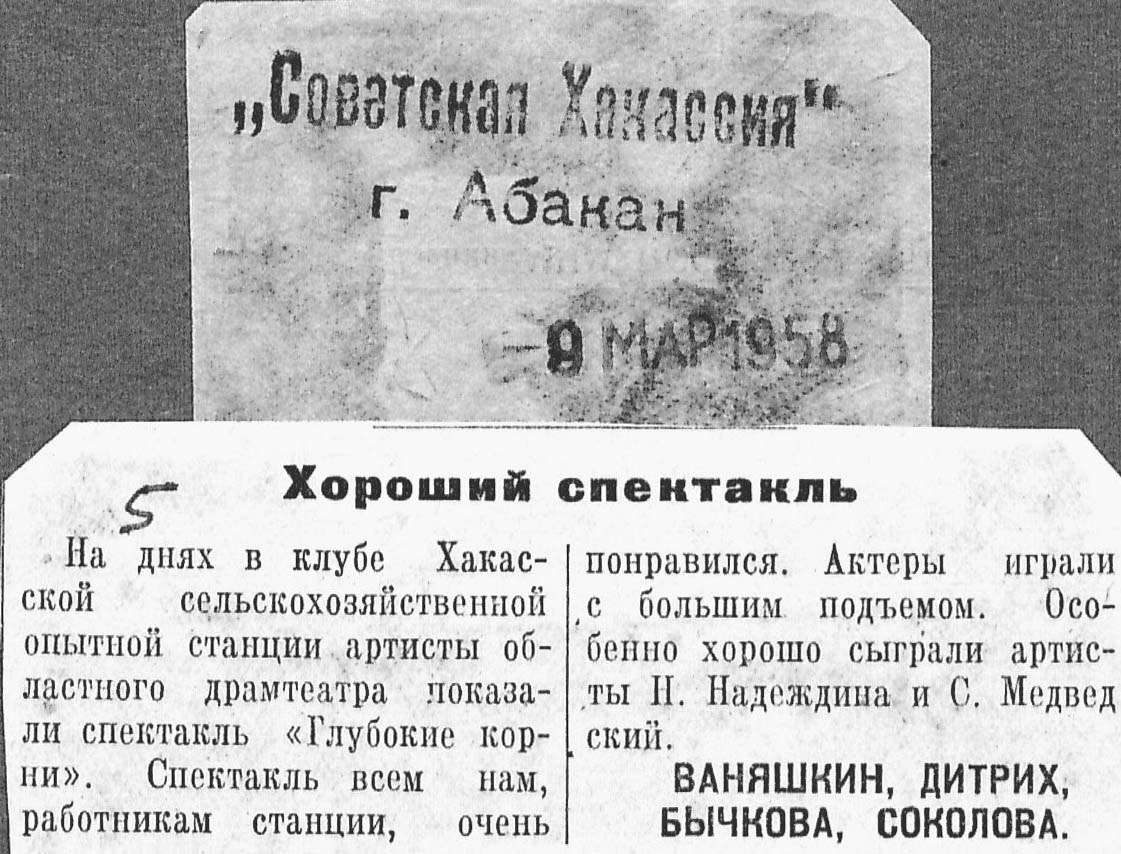 „Советская Хакассия"
г. Абакан
-9 МАР 1958
Хороший спектакль
5
На днях в клубе Хакас-
ской сельскохозяйственной
опытной станции артисты об-
ластного драмтеатра показа-
ли спектакль «Глубокие кор-
ни». Спектакль всем нам,
работникам станции, очень
понравился. Актеры играли
с большим подъемом. Осо-
бенно хорошо сыграли артис-
ты Н. Надеждина и С. Медвед
ский.
ВАНЯШКИН, ДИТРИХ,
БЫЧКОВА, СОКОЛОВА.